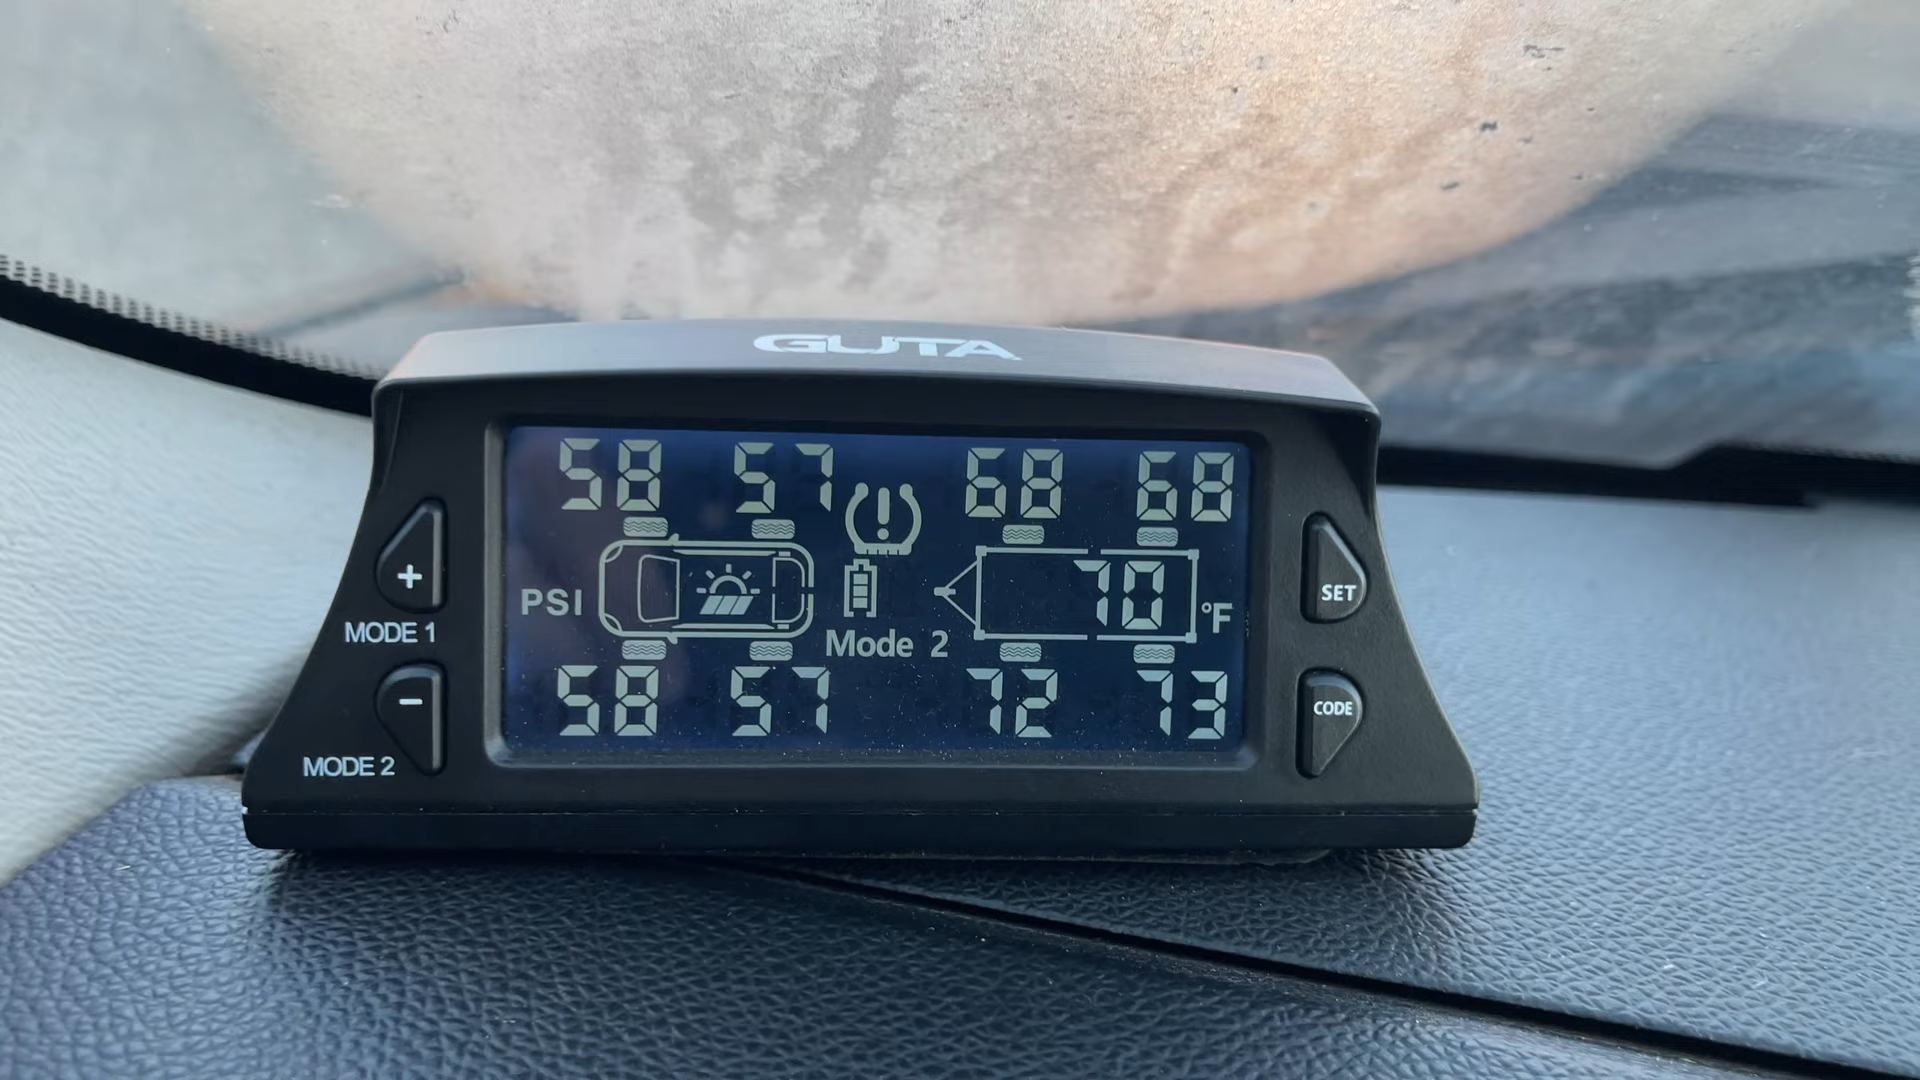 GUTA
58 57 68 68
+
PSI
70 °F
SET
MODE 1
Mode 2
58 57 72 73
-
CODE
MODE 2